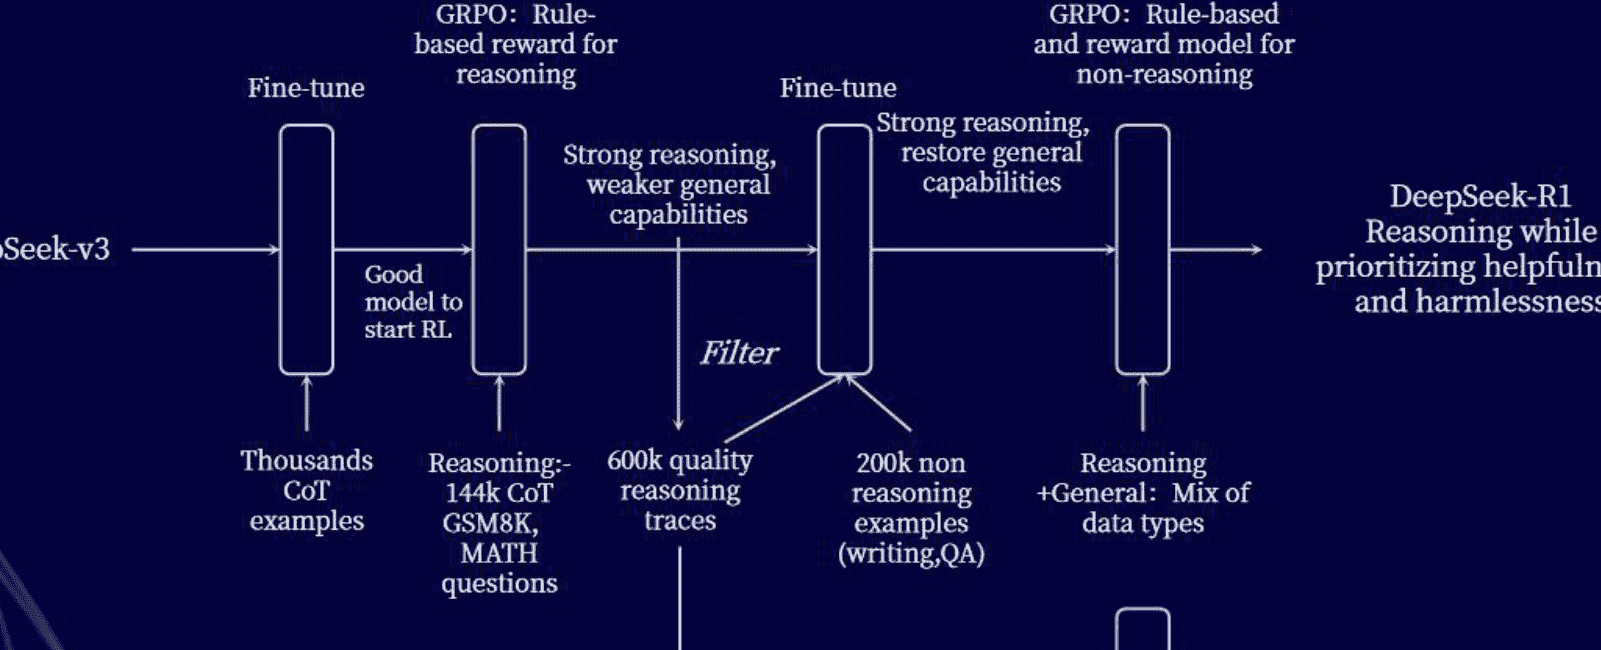 GRPO: Rule-
based reward for
reasoning
GRPO: Rule-based
and reward model for
non-reasoning
Fine-tune
Fine-tune
Strong reasoning,
weaker general
capabilities
Strong reasoning,
restore general
capabilities
oSeek-v3
Good
model to
start RL
DeepSeek-R1
Reasoning while
prioritizing helpfuln
and harmlessness
Filter
Thousands
CoT
examples
Reasoning:-
144k CoT
GSM8K,
MATH
questions
600k quality
reasoning
traces
200k non
reasoning
examples
(writing,QA)
Reasoning
+General: Mix of
data types